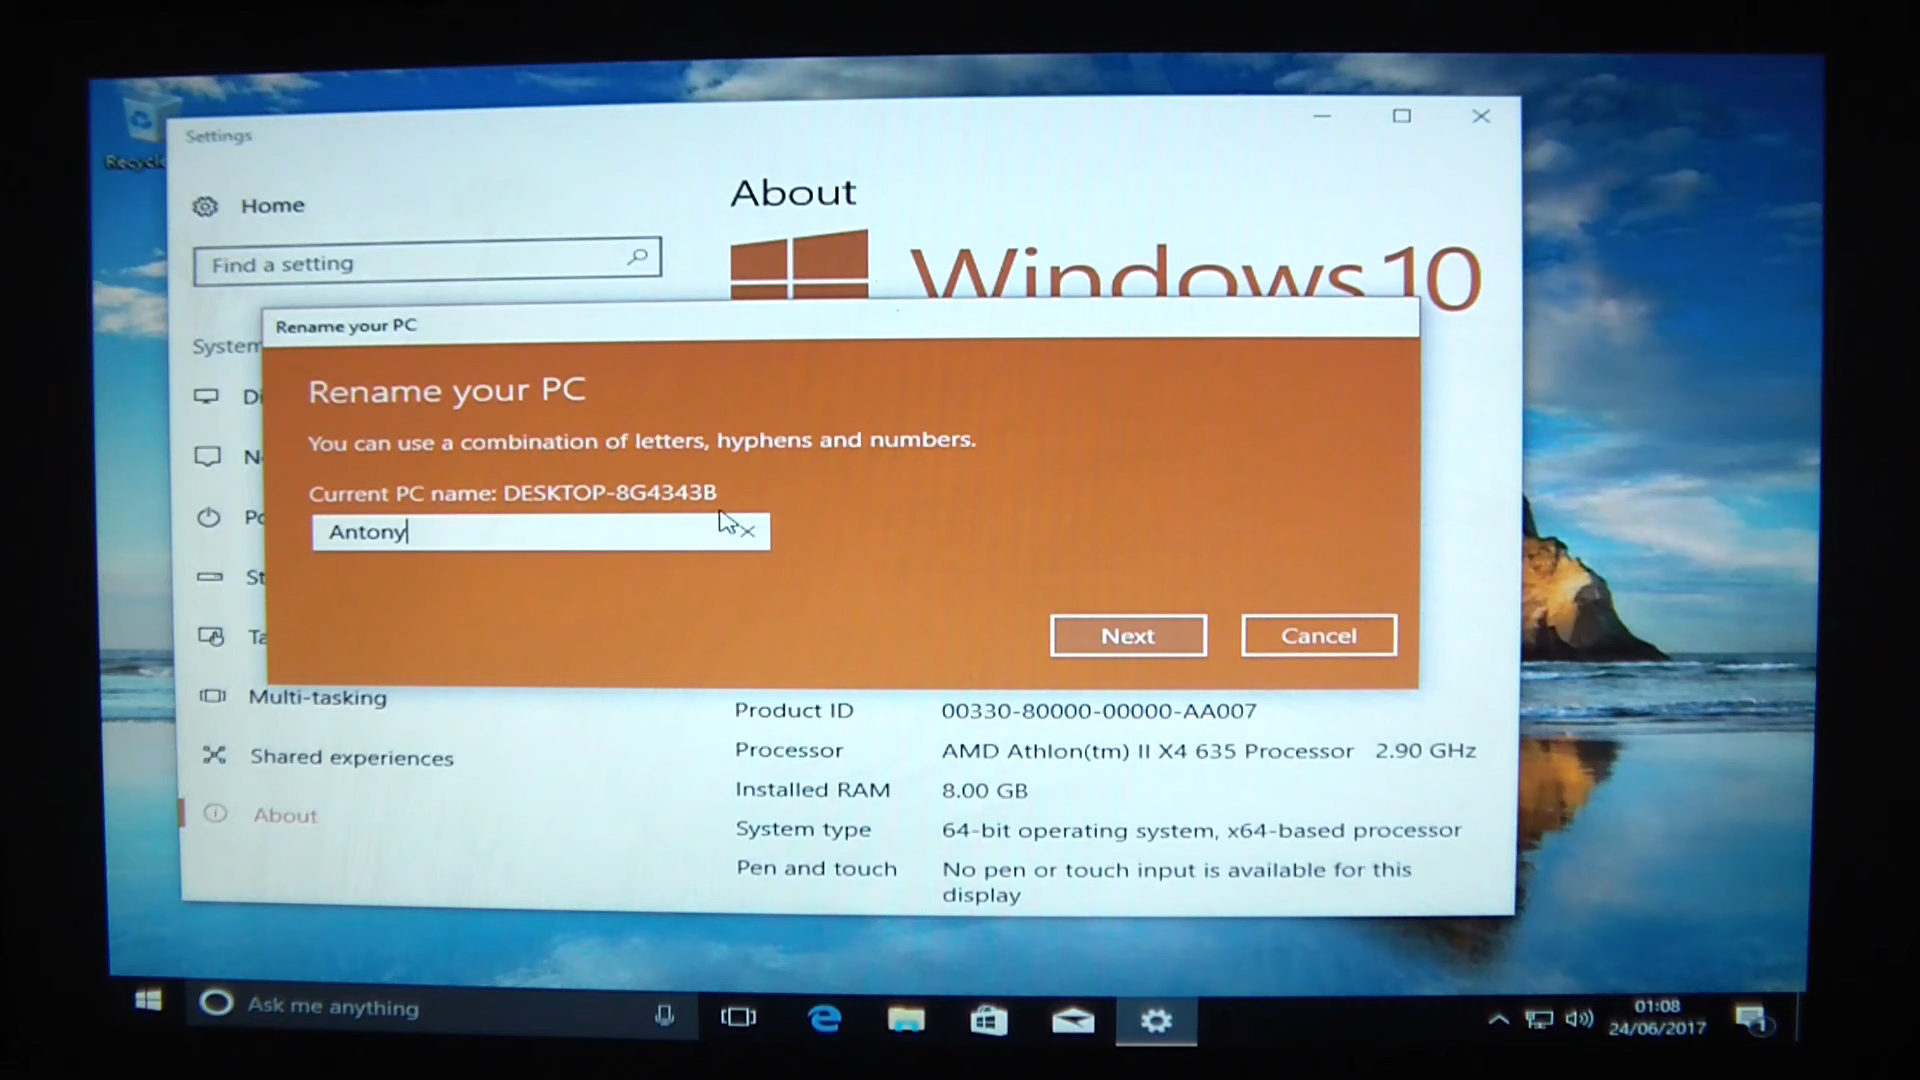 Settings
Home
Find a setting
About
Windows 10
Rename your PC
System
Rename your PC
You can use a combination of letters, hyphens and numbers.
Current PC name: DESKTOP-8G4343B
Antony
Next
Cancel
Multi-tasking
Shared experiences
About
Product ID 00330-80000-00000-AA007
Processor AMD Athlon(tm) II X4 635 Processor 2.90 GHz
Installed RAM 8.00 GB
System type 64-bit operating system, x64-based processor
Pen and touch No pen or touch input is available for this
display
Ask me anything
01:08
24/06/2017